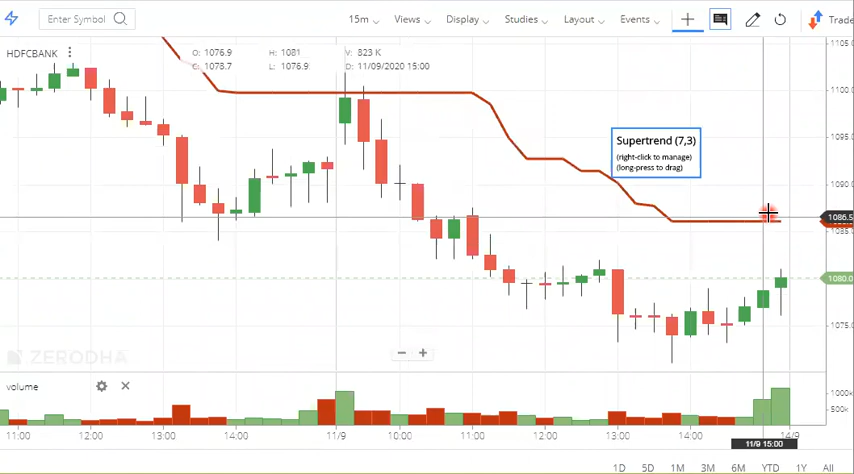 Enter Symbol
15m Views Display Studies Layout Events Trade
HDFCBANK
O: 1076.9 H: 1081 V: 823 K
C: 1078.7 L: 1076.9 D: 11/09/2020 15:00
Supertrend (7,3)
(right-click to manage)
(long-press to drag)
1100.
1090.
1086.5
1085.
1080.0
1075.
ZERODHA
volume
1000k
500k
11:00 12:00 13:00 14:00 11/9 10:00 11:00 12:00 13:00 14:00 14/9
11/9 15:00
1D 5D 1M 3M 6M YTD 1Y All